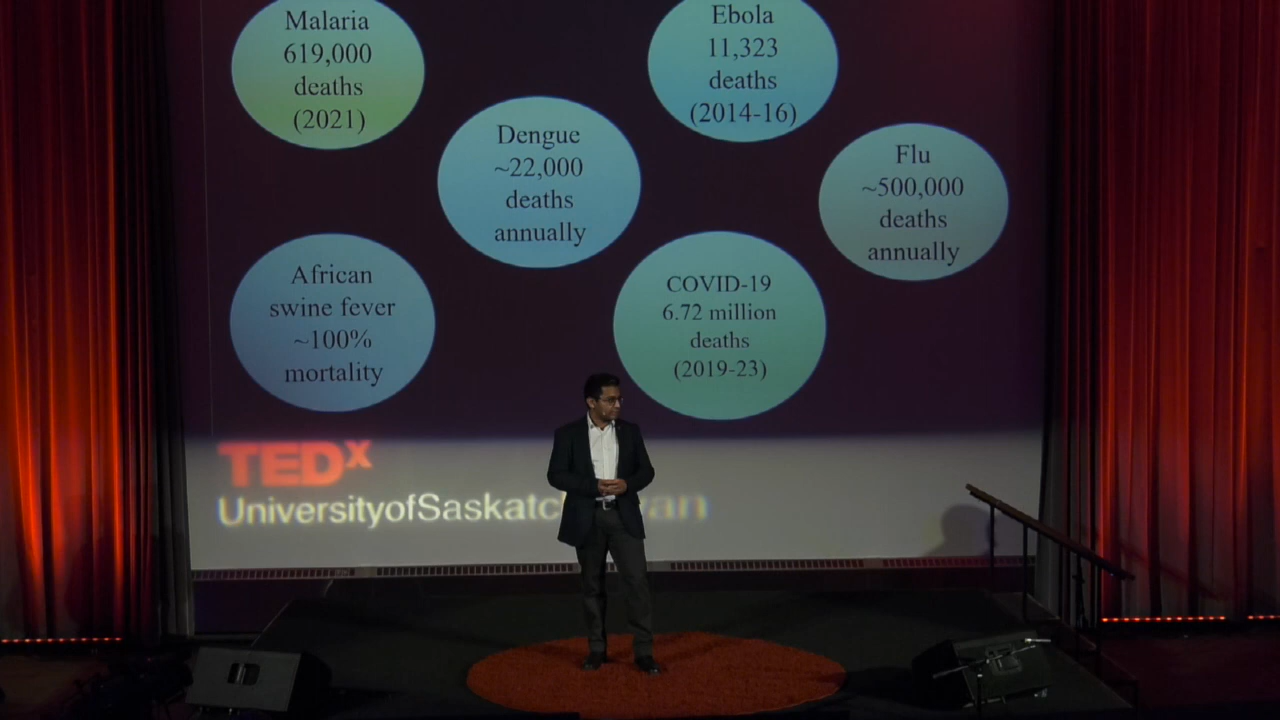 Malaria
619,000
deaths
(2021)
Ebola
11,323
deaths
(2014-16)
Dengue
~22,000
deaths
annually
Flu
~500,000
deaths
annually
African
swine fever
~100%
mortality
COVID-19
6.72 million
deaths
(2019-23)
TEDx